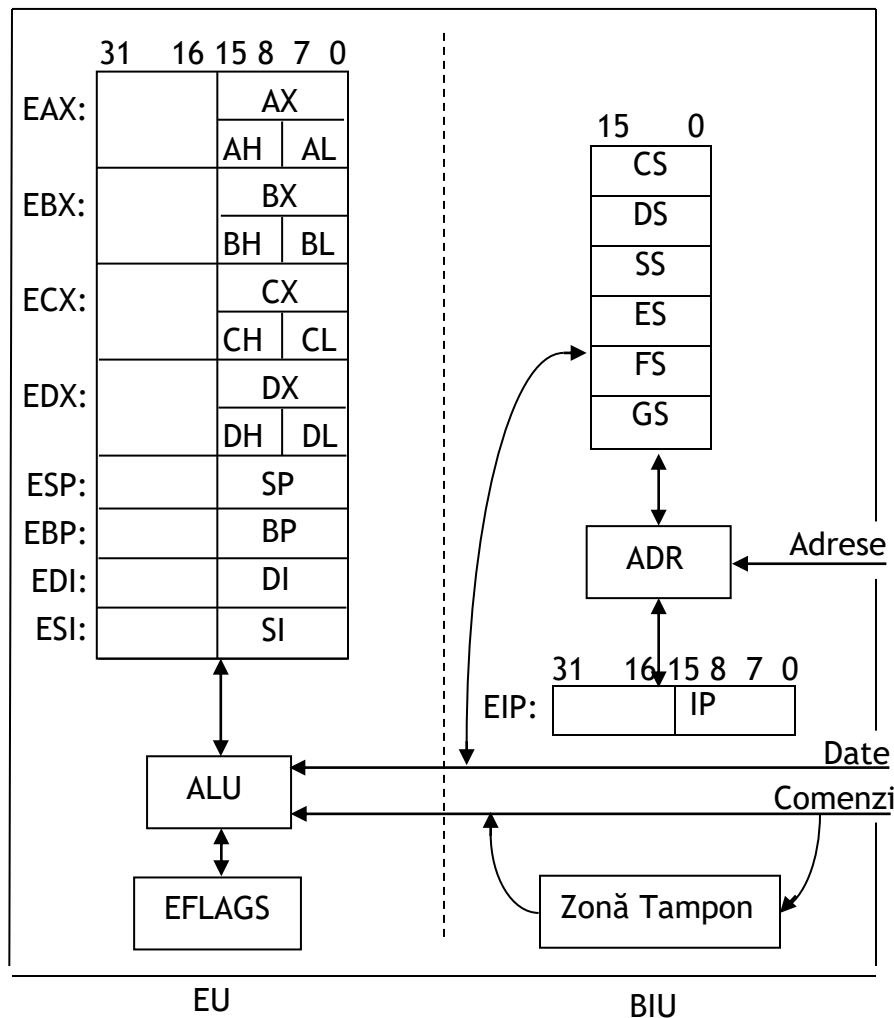 31 16 15 8 7 0
EAX:
AX
AH AL
EBX:
BX
BH BL
ECX:
CX
CH CL
EDX:
DX
DH DL
ESP: SP
EBP: BP
EDI: DI
ESI: SI
ALU
EFLAGS
EU
15 0
CS
DS
SS
ES
FS
GS
ADR
Adrese
31 16 15 8 7 0
EIP: IP
Date
Comenzi
Zonă Tampon
BIU